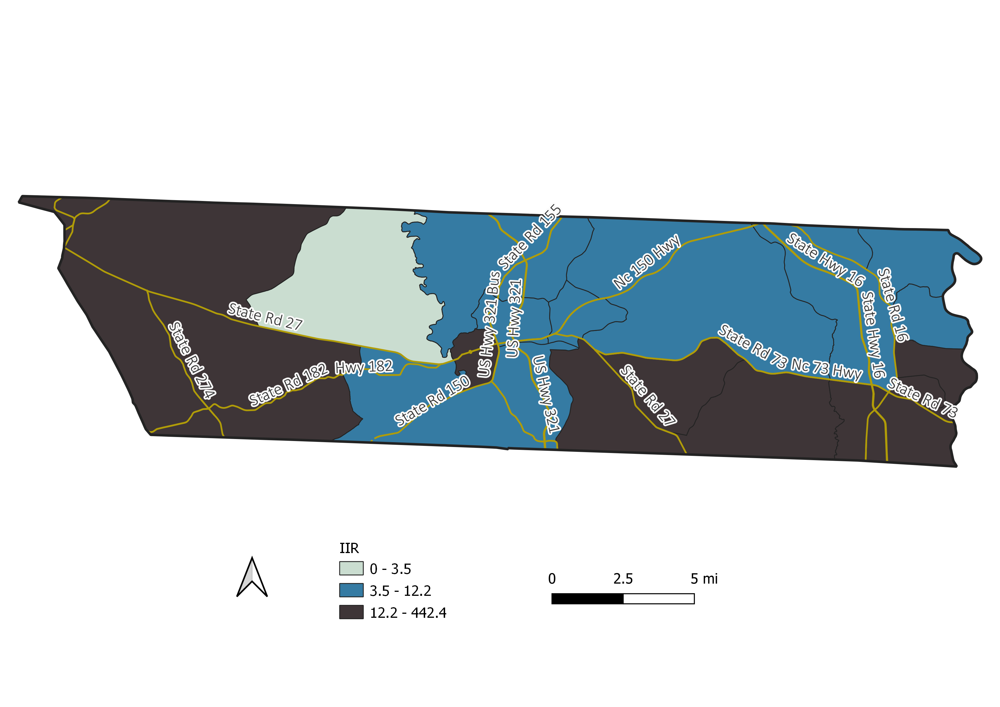 State Rd 155
Nc 150 Hwy
State Hwy 16
State Rd 16
US Hwy 321 Bus
US Hwy 321
State Rd 27
State Rd 274
State Rd 182
Hwy 182
State Rd 150
US Hwy
US Hwy 321
State Rd 27
State Rd 73
Nc 73 Hwy
State Hwy 16
State Rd 73
IIR
0 - 3.5
3.5 - 12.2
12.2 - 442.4
0 2.5 5 mi